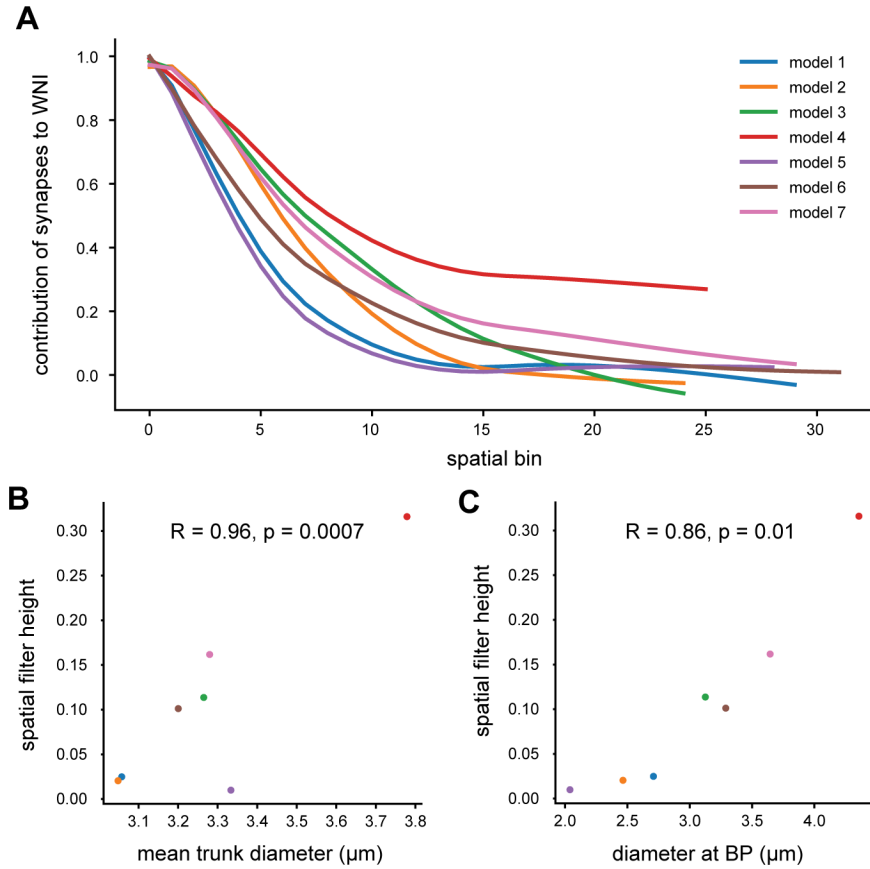 A
contribution of synapses to WNI
1.0
0.8
0.6
0.4
0.2
0.0
0 5 10 15 20 25 30
spatial bin
model 1
model 2
model 3
model 4
model 5
model 6
model 7
B
spatial filter height
0.30
0.25
0.20
0.15
0.10
0.05
0.00
R = 0.96, p = 0.0007
3.1 3.2 3.3 3.4 3.5 3.6 3.7 3.8
mean trunk diameter (μm)
C
spatial filter height
0.30
0.25
0.20
0.15
0.10
0.05
0.00
R = 0.86, p = 0.01
2.0 2.5 3.0 3.5 4.0
diameter at BP (μm)